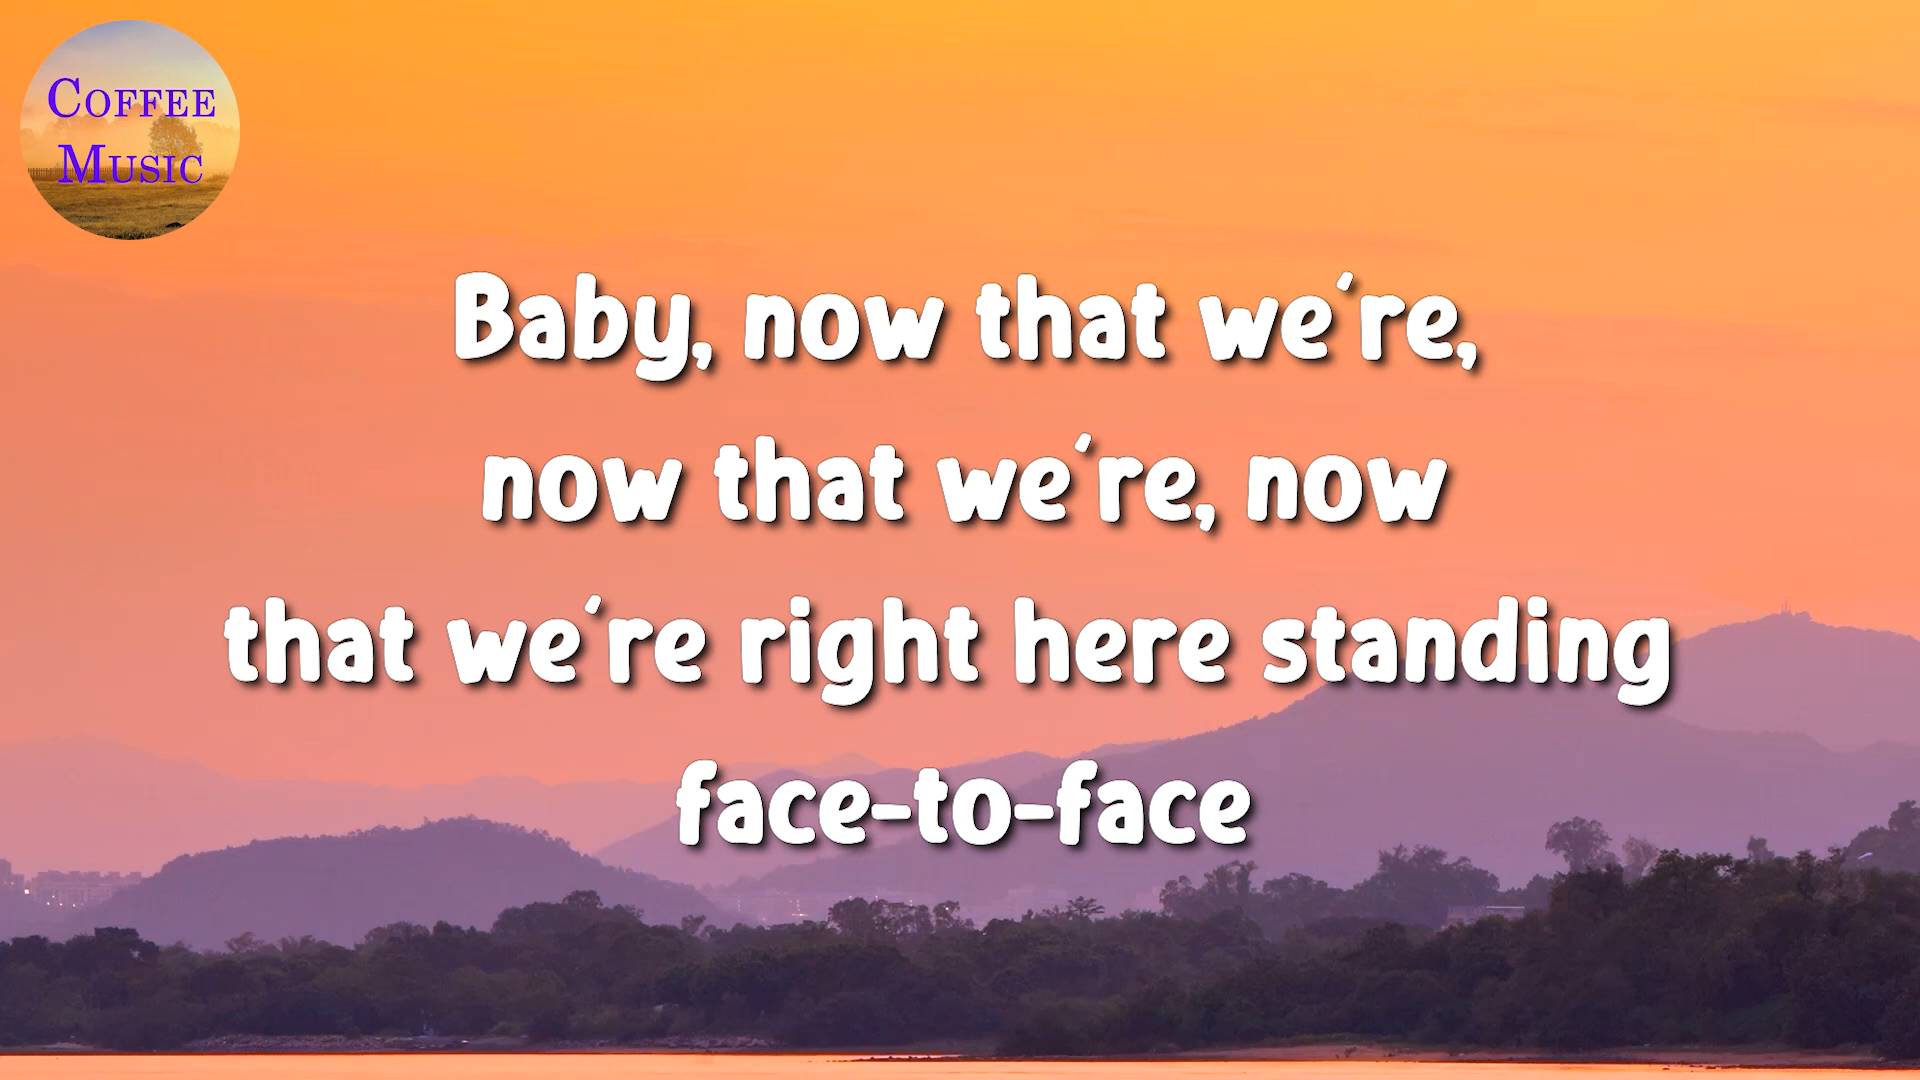 COFFEE
MUSIC
Baby, now that we're,
now that we're, now
that we're right here standing
face-to-face